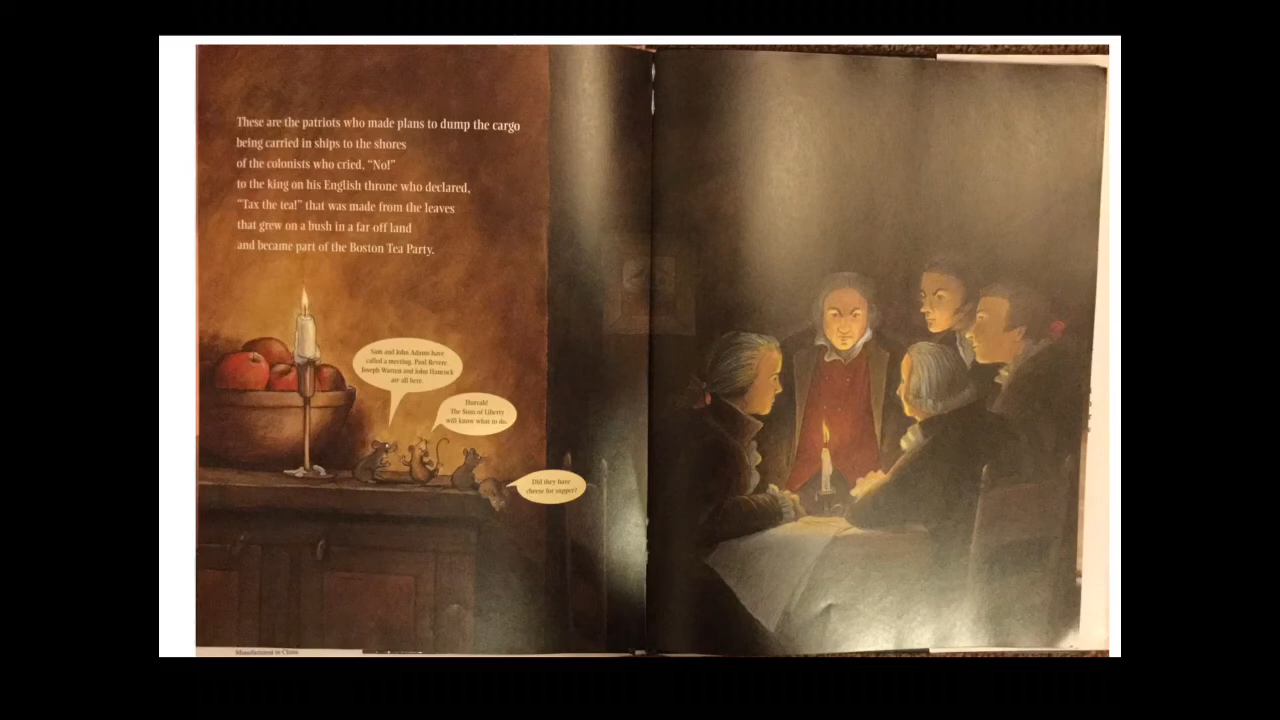 These are the patriots who made plans to dump the cargo
being carried in ships to the shores
of the colonists who cried, “No!”
to the king on his English throne who declared,
“Tax the tea!” that was made from the leaves
that grew on a bush in a far-off land
and became part of the Boston Tea Party.
Sam and John Adams have
called a meeting. Paul Revere,
Joseph Warren and John Hancock
are all here.
Hurrah!
The Sons of Liberty
will know what to do.
Did they have
cheese for supper?
Manufactured in China